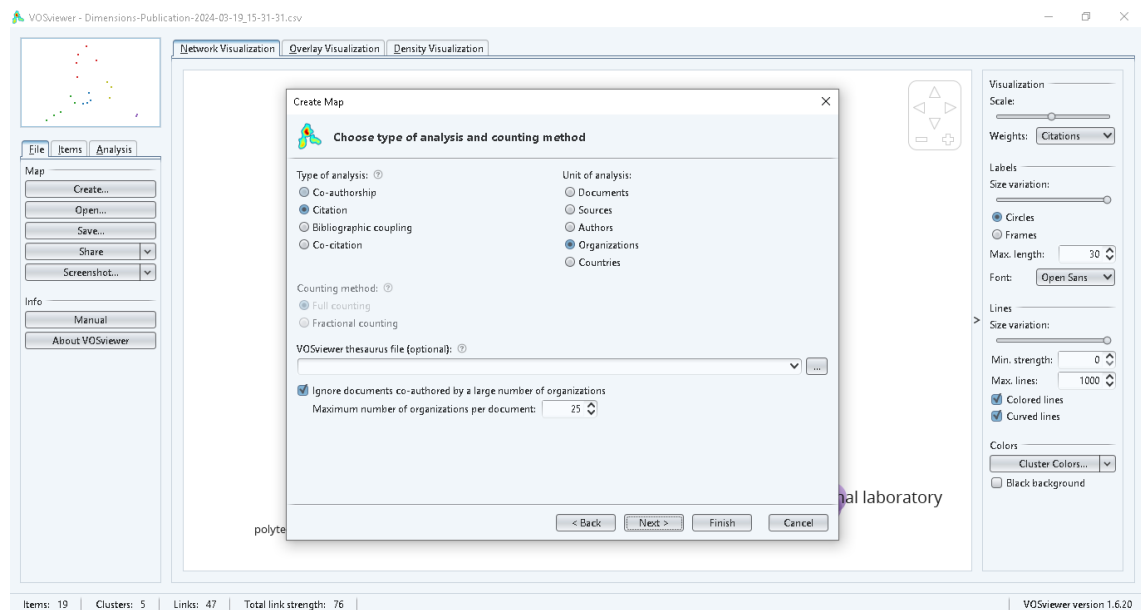 VOSviewer - Dimensions-Publication-2024-03-19_15-31-31.csv
Network Visualization Overlay Visualization Density Visualization
File Items Analysis
Map
Create...
Open...
Save...
Share
Screenshot...
Info
Manual
About VOSviewer
Create Map
Choose type of analysis and counting method
Type of analysis:
Co-authorship
Citation
Bibliographic coupling
Co-citation
Unit of analysis:
Documents
Sources
Authors
Organizations
Countries
Counting method:
Full counting
Fractional counting
VOSviewer thesaurus file (optional):
...
Ignore documents co-authored by a large number of organizations
Maximum number of organizations per document: 25
< Back Next > Finish Cancel
polyte
nal laboratory
Visualization
Scale:
Weights: Citations
Labels
Size variation:
Circles
Frames
Max. length: 30
Font: Open Sans
Lines
Size variation:
Min. strength: 0
Max. lines: 1000
Colored lines
Curved lines
Colors
Cluster Colors...
Black background
Items: 19 Clusters: 5 Links: 47 Total link strength: 76 VOSviewer version 1.6.20